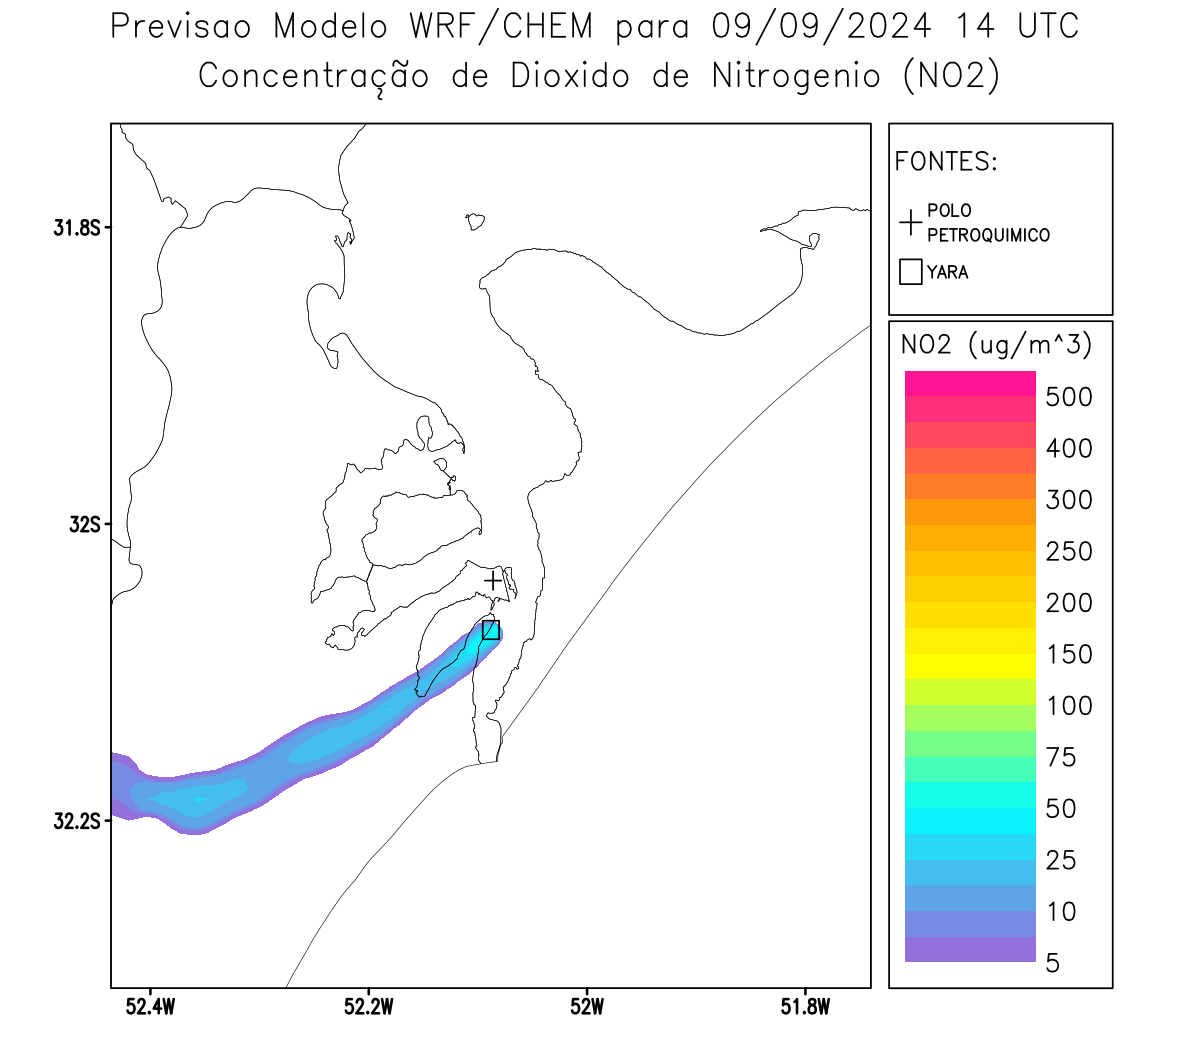 Previsao Modelo WRF/CHEM para 09/09/2024 14 UTC
Concentração de Dioxido de Nitrogenio (NO2)
FONTES:
POLO
PETROQUIMICO
YARA
NO2 (ug/m^3)
500
400
300
250
200
150
100
75
50
25
10
5
31.8S
32S
32.2S
52.4W
52.2W
52W
51.8W